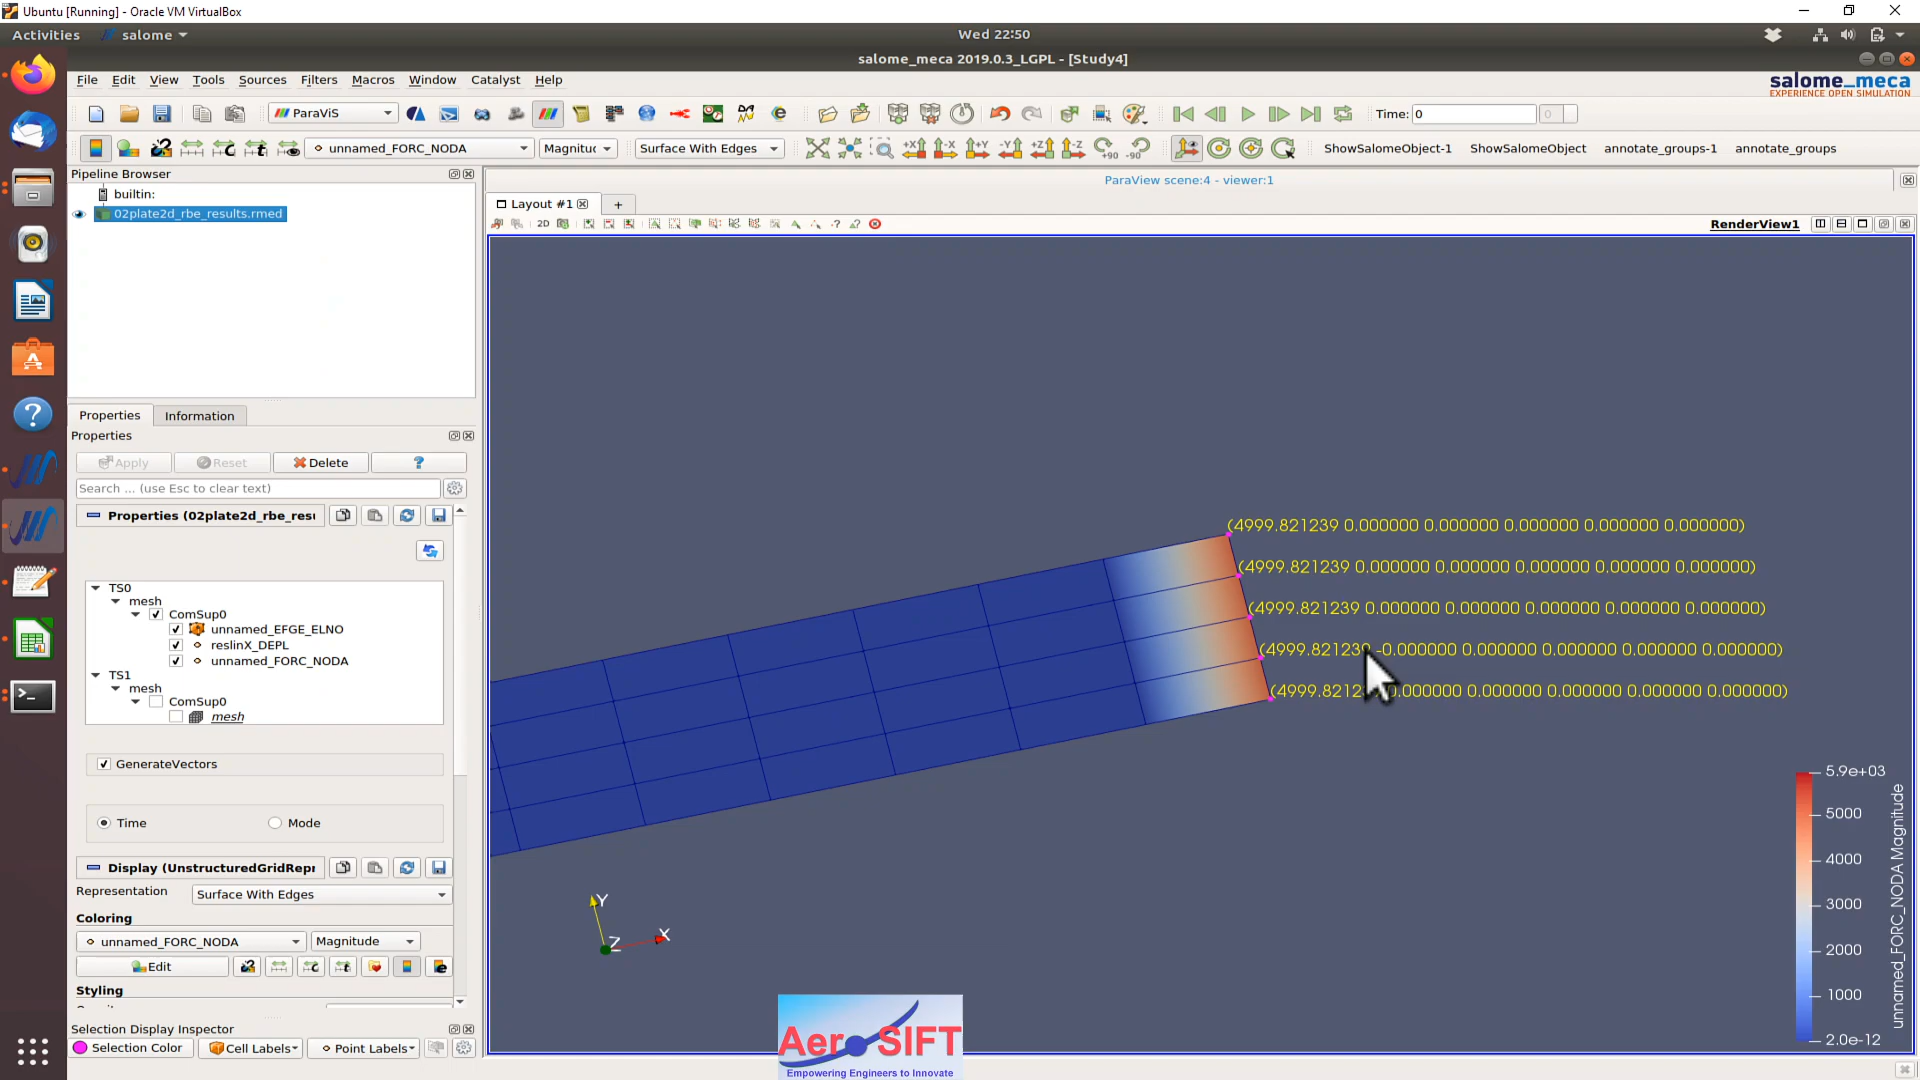 Ubuntu [Running] - Oracle VM VirtualBox
Activities salome Wed 22:50
salome_meca 2019.0.3_LGPL - [Study4]
File Edit View Tools Sources Filters Macros Window Catalyst Help
salome_meca
EXPERIENCE OPEN SIMULATION
ParaViS Time: 0 0
unnamed_FORC_NODA Magnituc Surface With Edges +X -X +Y -Y +Z -Z +90 -90 ShowSalomeObject-1 ShowSalomeObject annotate_groups-1 annotate_groups
Pipeline Browser
ParaView scene:4 - viewer:1
builtin:
02plate2d_rbe_results.rmed
Layout #1 +
2D RenderView1
Properties Information
Properties
Apply Reset Delete ?
Search ... (use Esc to clear text)
Properties (02plate2d_rbe_resi
TS0
mesh
ComSup0
unnamed_EFGE_ELNO
reslinX_DEPL
unnamed_FORC_NODA
TS1
mesh
ComSup0
mesh
GenerateVectors
Time Mode
Display (UnstructuredGridRepr
Representation Surface With Edges
Coloring
unnamed_FORC_NODA Magnitude
Edit
Styling
Selection Display Inspector
Selection Color Cell Labels Point Labels
(4999.821239 0.000000 0.000000 0.000000 0.000000 0.000000)
(4999.821239 0.000000 0.000000 0.000000 0.000000 0.000000)
(4999.821239 0.000000 0.000000 0.000000 0.000000 0.000000)
(4999.821239 -0.000000 0.000000 0.000000 0.000000 0.000000)
(4999.8212 0.000000 0.000000 0.000000 0.000000 0.000000)
Y
Z X
5.9e+03
5000
4000
3000
2000
1000
2.0e-12
unnamed_FORC_NODA Magnitude
AeroSIFT
Empowering Engineers to Innovate